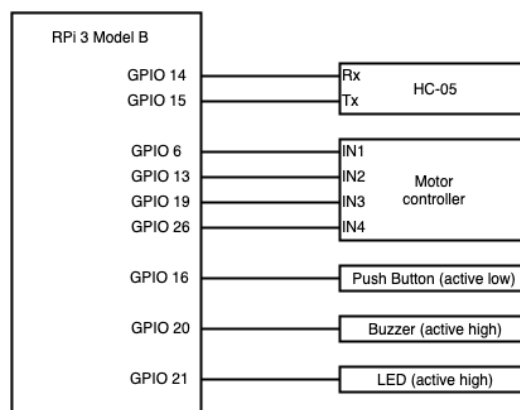 RPi 3 Model B
GPIO 14
Rx
HC-05
GPIO 15
Tx
GPIO 6
IN1
GPIO 13
IN2
Motor
controller
GPIO 19
IN3
GPIO 26
IN4
GPIO 16
Push Button (active low)
GPIO 20
Buzzer (active high)
GPIO 21
LED (active high)